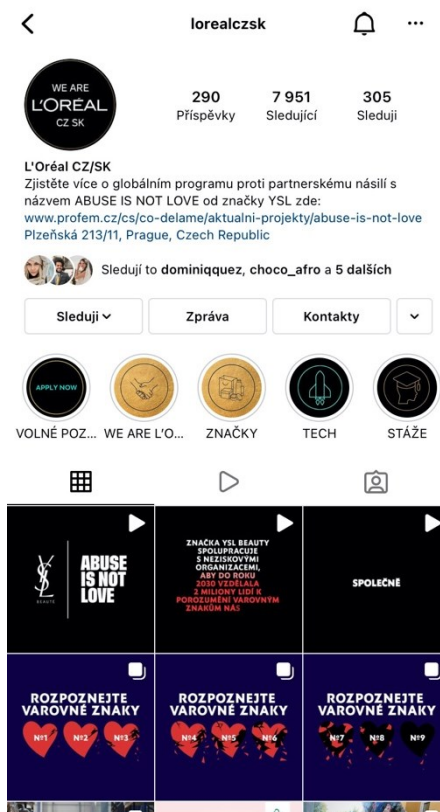 lorealczsk
WE ARE
L'ORÉAL
CZ SK
290
Příspěvky
7 951
Sledující
305
Sleduji
L'Oréal CZ/SK
Zjistěte více o globálním programu proti partnerskému násilí s
názvem ABUSE IS NOT LOVE od značky YSL zde:
www.profem.cz/cs/co-delame/aktualni-projekty/abuse-is-not-love
Plzeňská 213/11, Prague, Czech Republic
Sledují to dominiqquez, choco_afro a 5 dalších
Sleduji
Zpráva
Kontakty
APPLY NOW
VOLNÉ POZ...
WE ARE L'O...
ZNAČKY
TECH
STÁŽE
YSL
BEAUTÉ
ABUSE
IS NOT
LOVE
ZNAČKA YSL BEAUTY
SPOLUPRACUJE
S NEZISKOVÝMI
ORGANIZACEMI,
ABY DO ROKU
2030 VZDĚLALA
2 MILIONY LIDÍ K
POROZUMĚNÍ VAROVNÝM
ZNAKŮM NÁS
SPOLEČNĚ
ROZPOZNEJTE
VAROVNÉ ZNAKY
Nº1 Nº2 Nº3
ROZPOZNEJTE
VAROVNÉ ZNAKY
Nº4 Nº5 Nº6
ROZPOZNEJTE
VAROVNÉ ZNAKY
Nº7 Nº8 Nº9